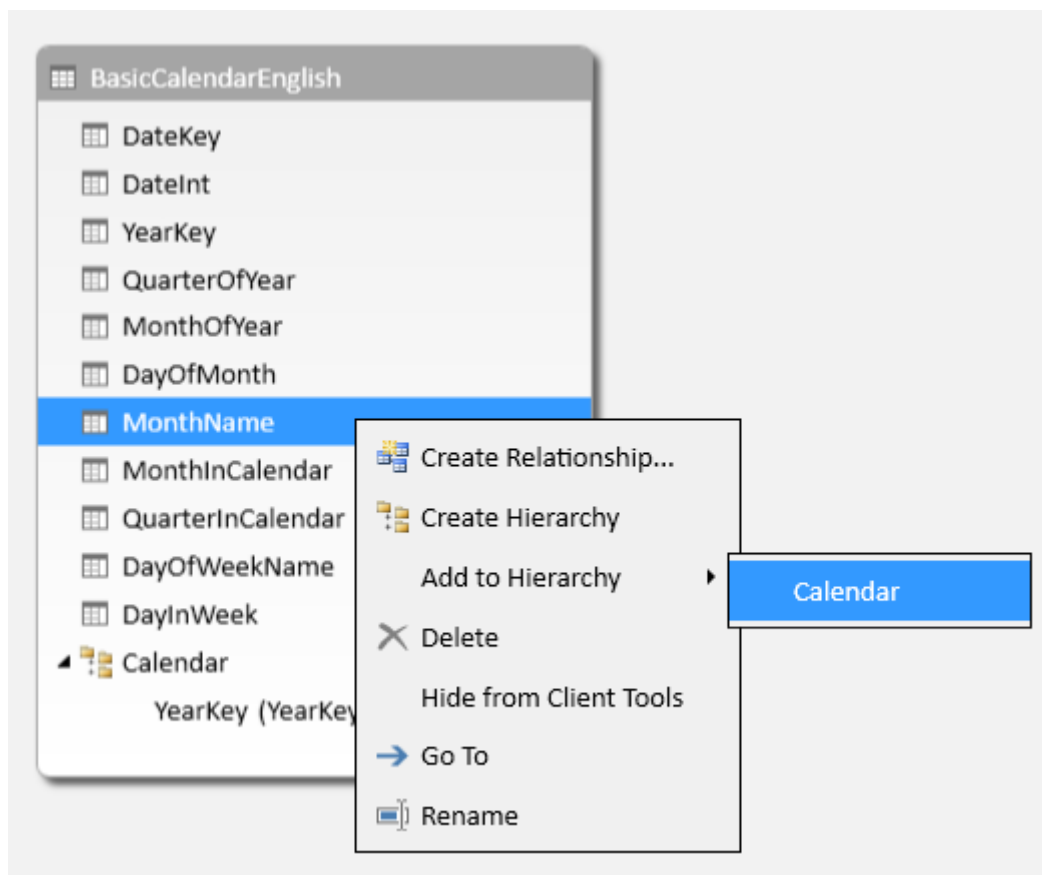 BasicCalendarEnglish
DateKey
DateInt
YearKey
QuarterOfYear
MonthOfYear
DayOfMonth
MonthName
MonthInCalendar
QuarterInCalendar
DayOfWeekName
DayInWeek
Calendar
YearKey (YearKey
Create Relationship...
Create Hierarchy
Add to Hierarchy
Calendar
Delete
Hide from Client Tools
Go To
Rename